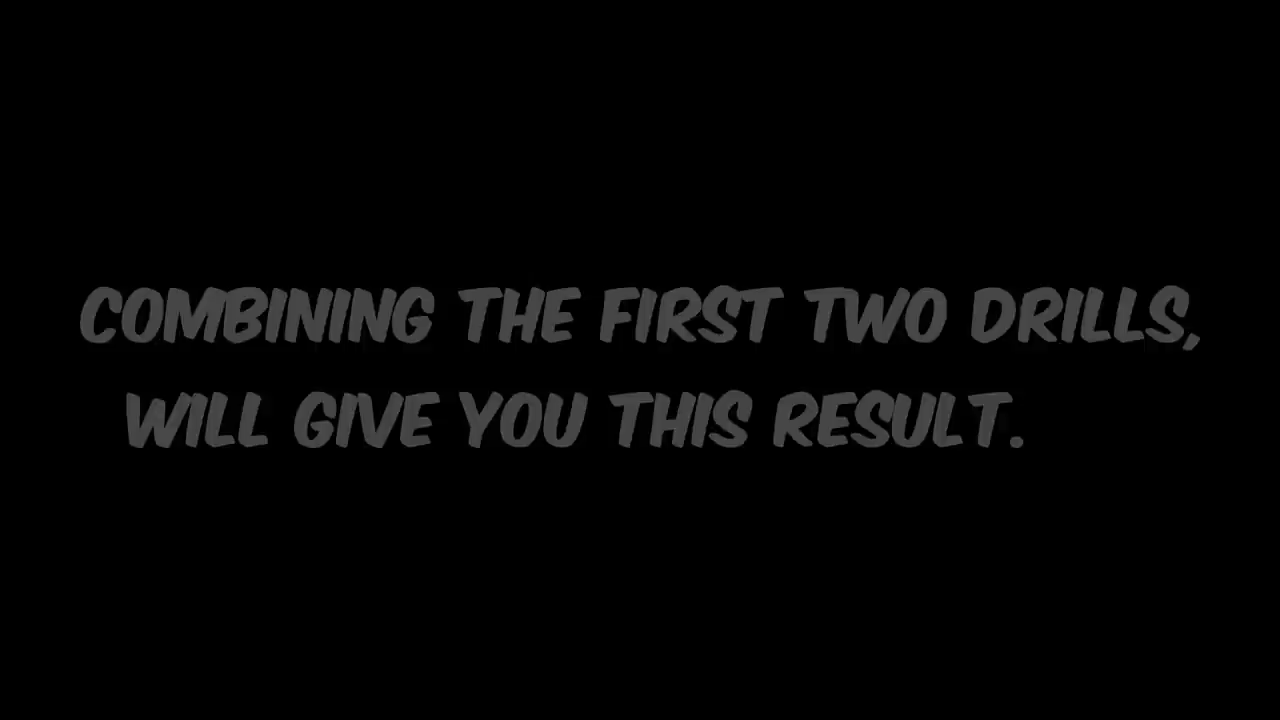 COMBINING THE FIRST TWO DRILLS,
WILL GIVE YOU THIS RESULT.